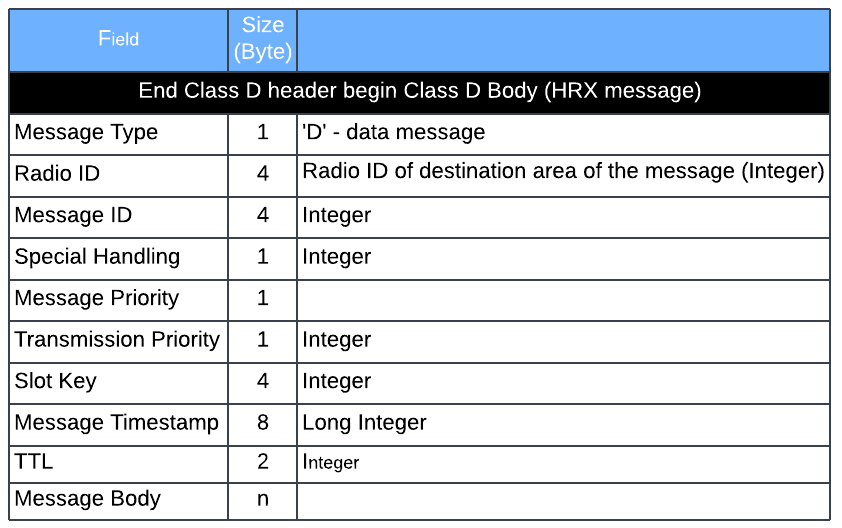 Field Size (Byte)
End Class D header begin Class D Body (HRX message)
Message Type 1 'D' - data message
Radio ID 4 Radio ID of destination area of the message (Integer)
Message ID 4 Integer
Special Handling 1 Integer
Message Priority 1
Transmission Priority 1 Integer
Slot Key 4 Integer
Message Timestamp 8 Long Integer
TTL 2 Integer
Message Body n